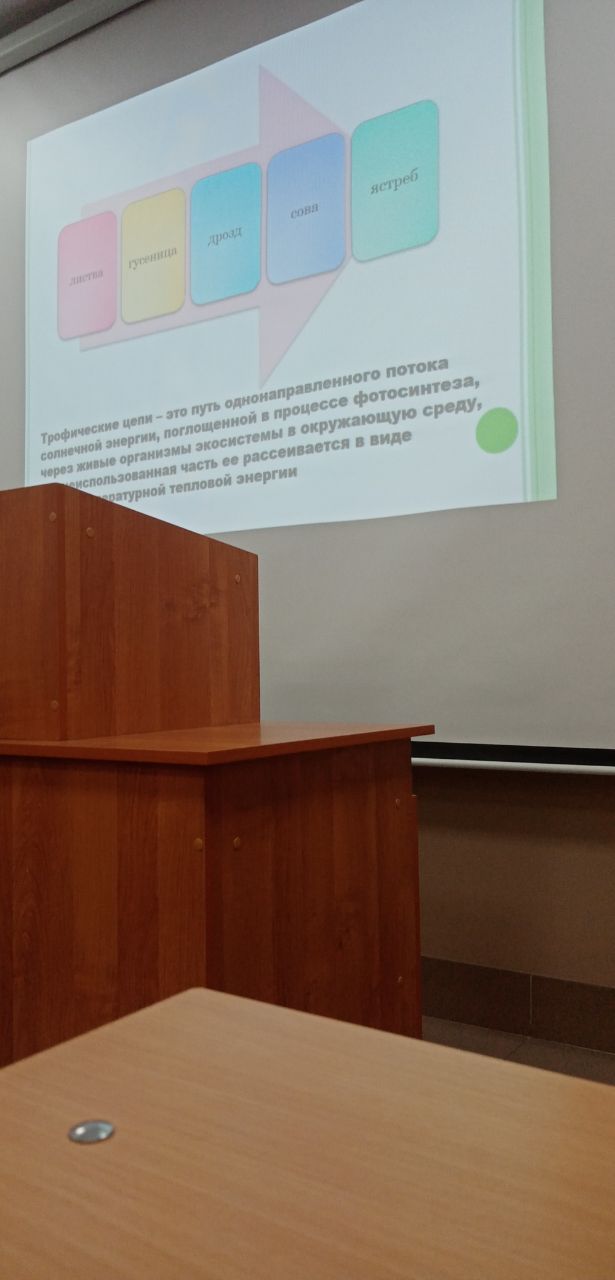 листва
гусеница
дрозд
сова
ястреб
Трофические цепи – это путь однонаправленного потока
солнечной энергии, поглощенной в процессе фотосинтеза,
через живые организмы экосистемы в окружающую среду,
часть ее рассеивается в виде
тепловой энергии